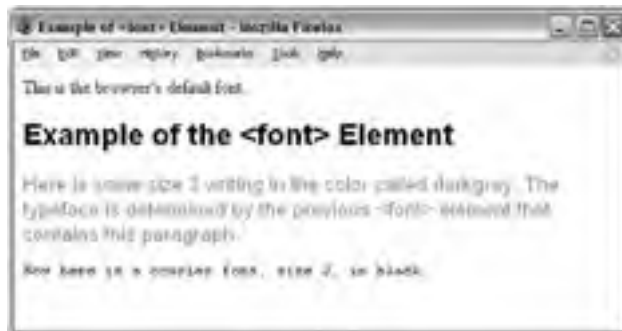 Example of <font> Element - Mozilla Firefox
File Edit View History Bookmarks Tools Help
This is the browser's default font.
Example of the <font> Element
Here is some size 3 writing in the color called darkgray. The
typeface is determined by the previous <font> element that
contains this paragraph.
Now here is a courier font, size 2, in black.